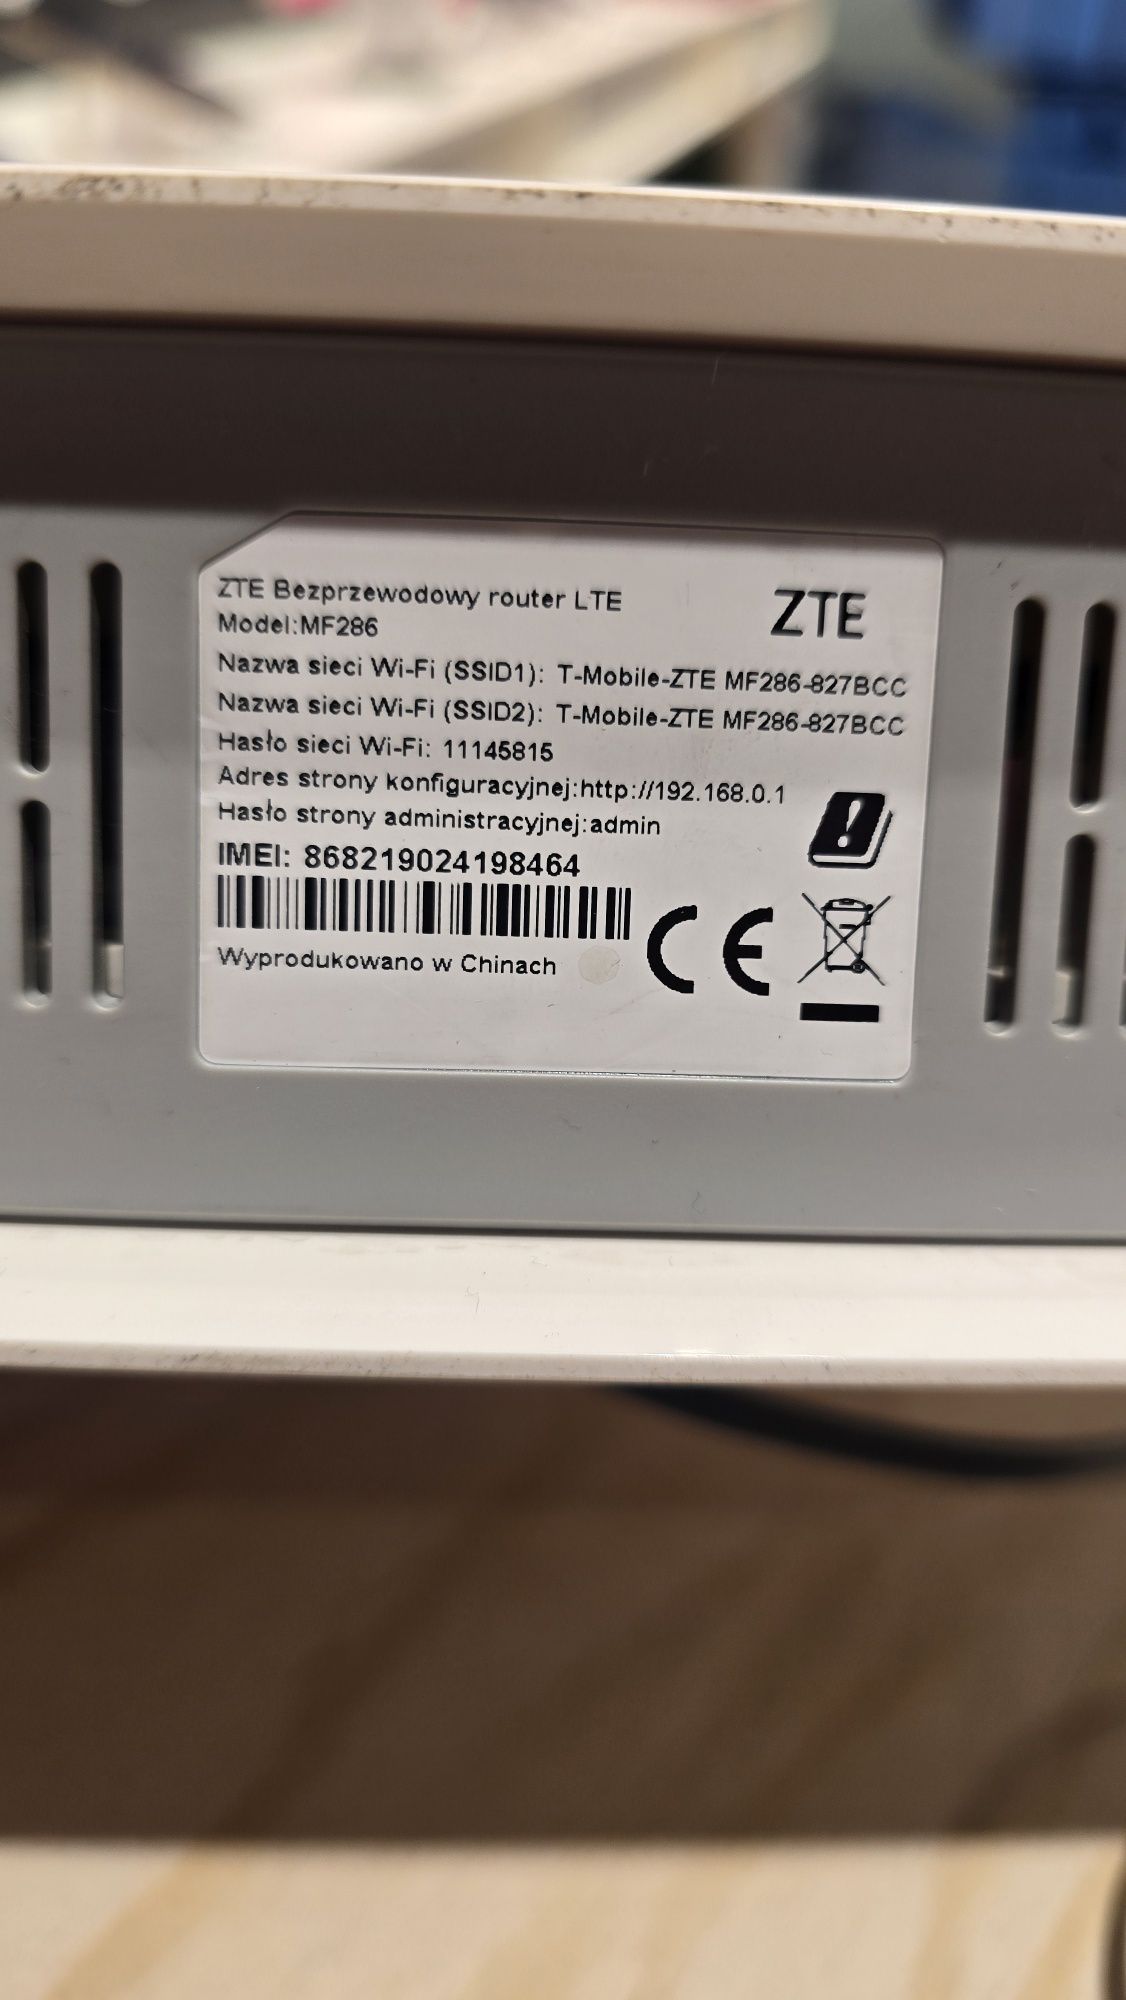 ZTE Bezprzewodowy router LTE
ZTE
Model:MF286
Nazwa sieci Wi-Fi (SSID1): T-Mobile-ZTE MF286-827BCC
Nazwa sieci Wi-Fi (SSID2): T-Mobile-ZTE MF286-827BCC
Hasło sieci Wi-Fi: 11145815
Adres strony konfiguracyjnej:http://192.168.0.1
Hasło strony administracyjnej:admin
IMEI: 868219024198464
CE
Wyprodukowano w Chinach